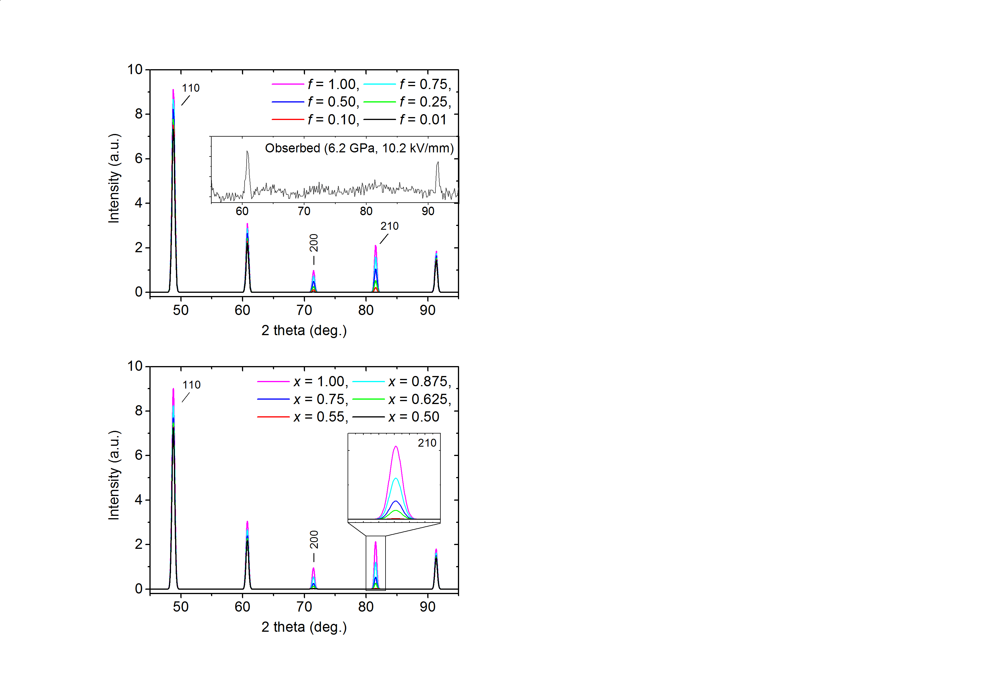 10
8
6
4
2
0
Intensity (a.u.)
110
f = 1.00, f = 0.75,
f = 0.50, f = 0.25,
f = 0.10, f = 0.01
Obserbed (6.2 GPa, 10.2 kV/mm)
60 70 80 90
200
210
50 60 70 80 90
2 theta (deg.)
10
8
6
4
2
0
Intensity (a.u.)
110
x = 1.00, x = 0.875,
x = 0.75, x = 0.625,
x = 0.55, x = 0.50
210
200
50 60 70 80 90
2 theta (deg.)